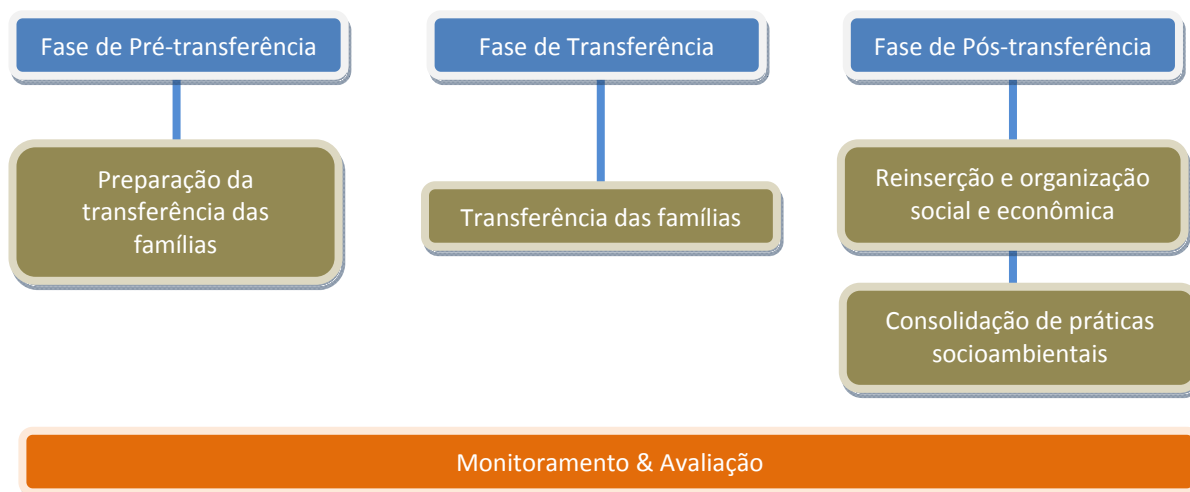 Fase de Pré-transferência
Preparação da
transferência das
famílias
Fase de Transferência
Transferência das famílias
Fase de Pós-transferência
Reinserção e organização
social e econômica
Consolidação de práticas
socioambientais
Monitoramento & Avaliação